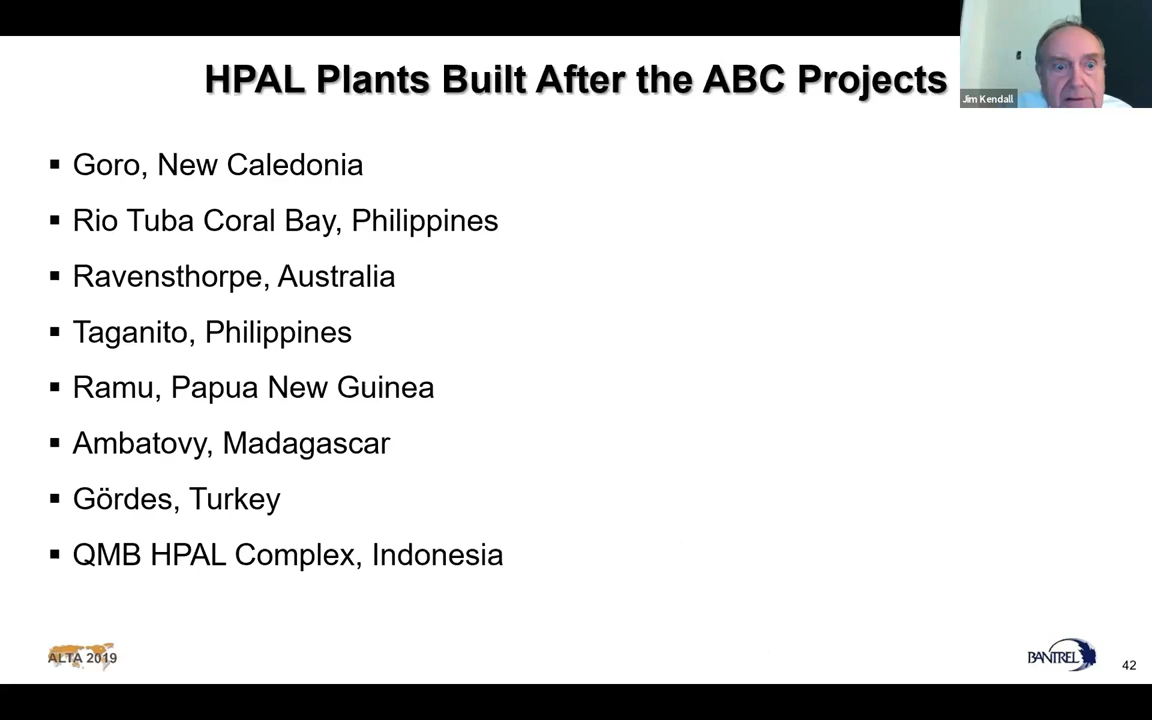 HPAL Plants Built After the ABC Projects
Jim Kendall
▪ Goro, New Caledonia
▪ Rio Tuba Coral Bay, Philippines
▪ Ravensthorpe, Australia
▪ Taganito, Philippines
▪ Ramu, Papua New Guinea
▪ Ambatovy, Madagascar
▪ Gördes, Turkey
▪ QMB HPAL Complex, Indonesia
ALTA 2019
BANTREL
42